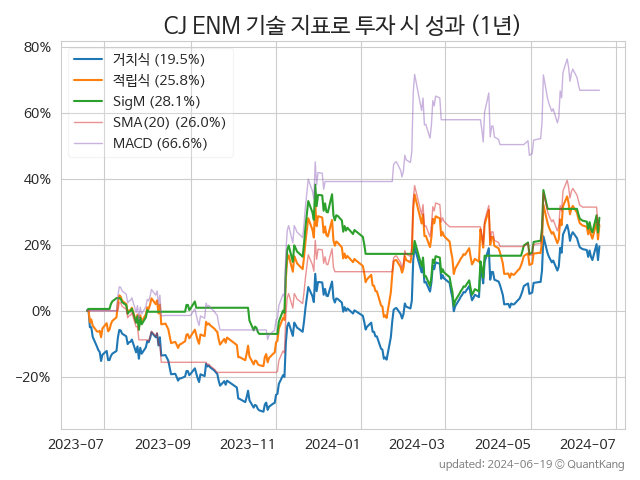 CJ ENM 기술 지표로 투자 시 성과 (1년)
80%
60%
40%
20%
0%
−20%
거치식 (19.5%)
적립식 (25.8%)
SigM (28.1%)
SMA(20) (26.0%)
MACD (66.6%)
2023-07
2023-09
2023-11
2024-01
2024-03
2024-05
2024-07
updated: 2024-06-19 © QuantKang